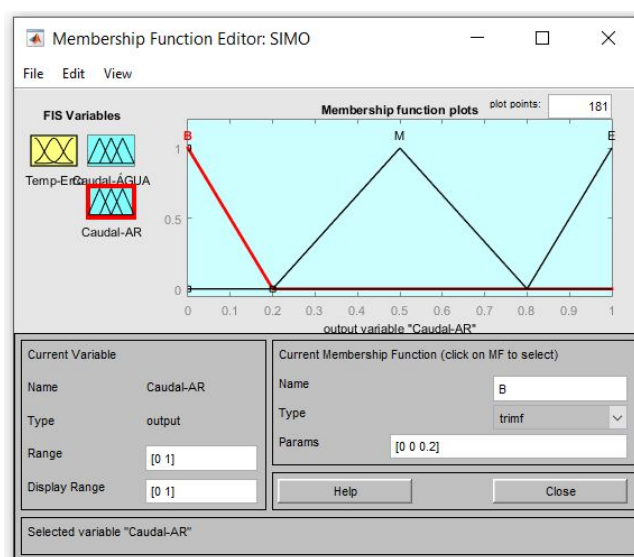 Membership Function Editor: SIMO
File Edit View
FIS Variables
Membership function plots
plot points:
181
B
M
E
1
0.5
0
0 0.1 0.2 0.3 0.4 0.5 0.6 0.7 0.8 0.9 1
output variable "Caudal-AR"
Temp-Erro
Caudal-ÁGUA
Caudal-AR
Current Variable
Name Caudal-AR
Type output
Range [0 1]
Display Range [0 1]
Current Membership Function (click on MF to select)
Name B
Type trimf
Params [0 0 0.2]
Help Close
Selected variable "Caudal-AR"